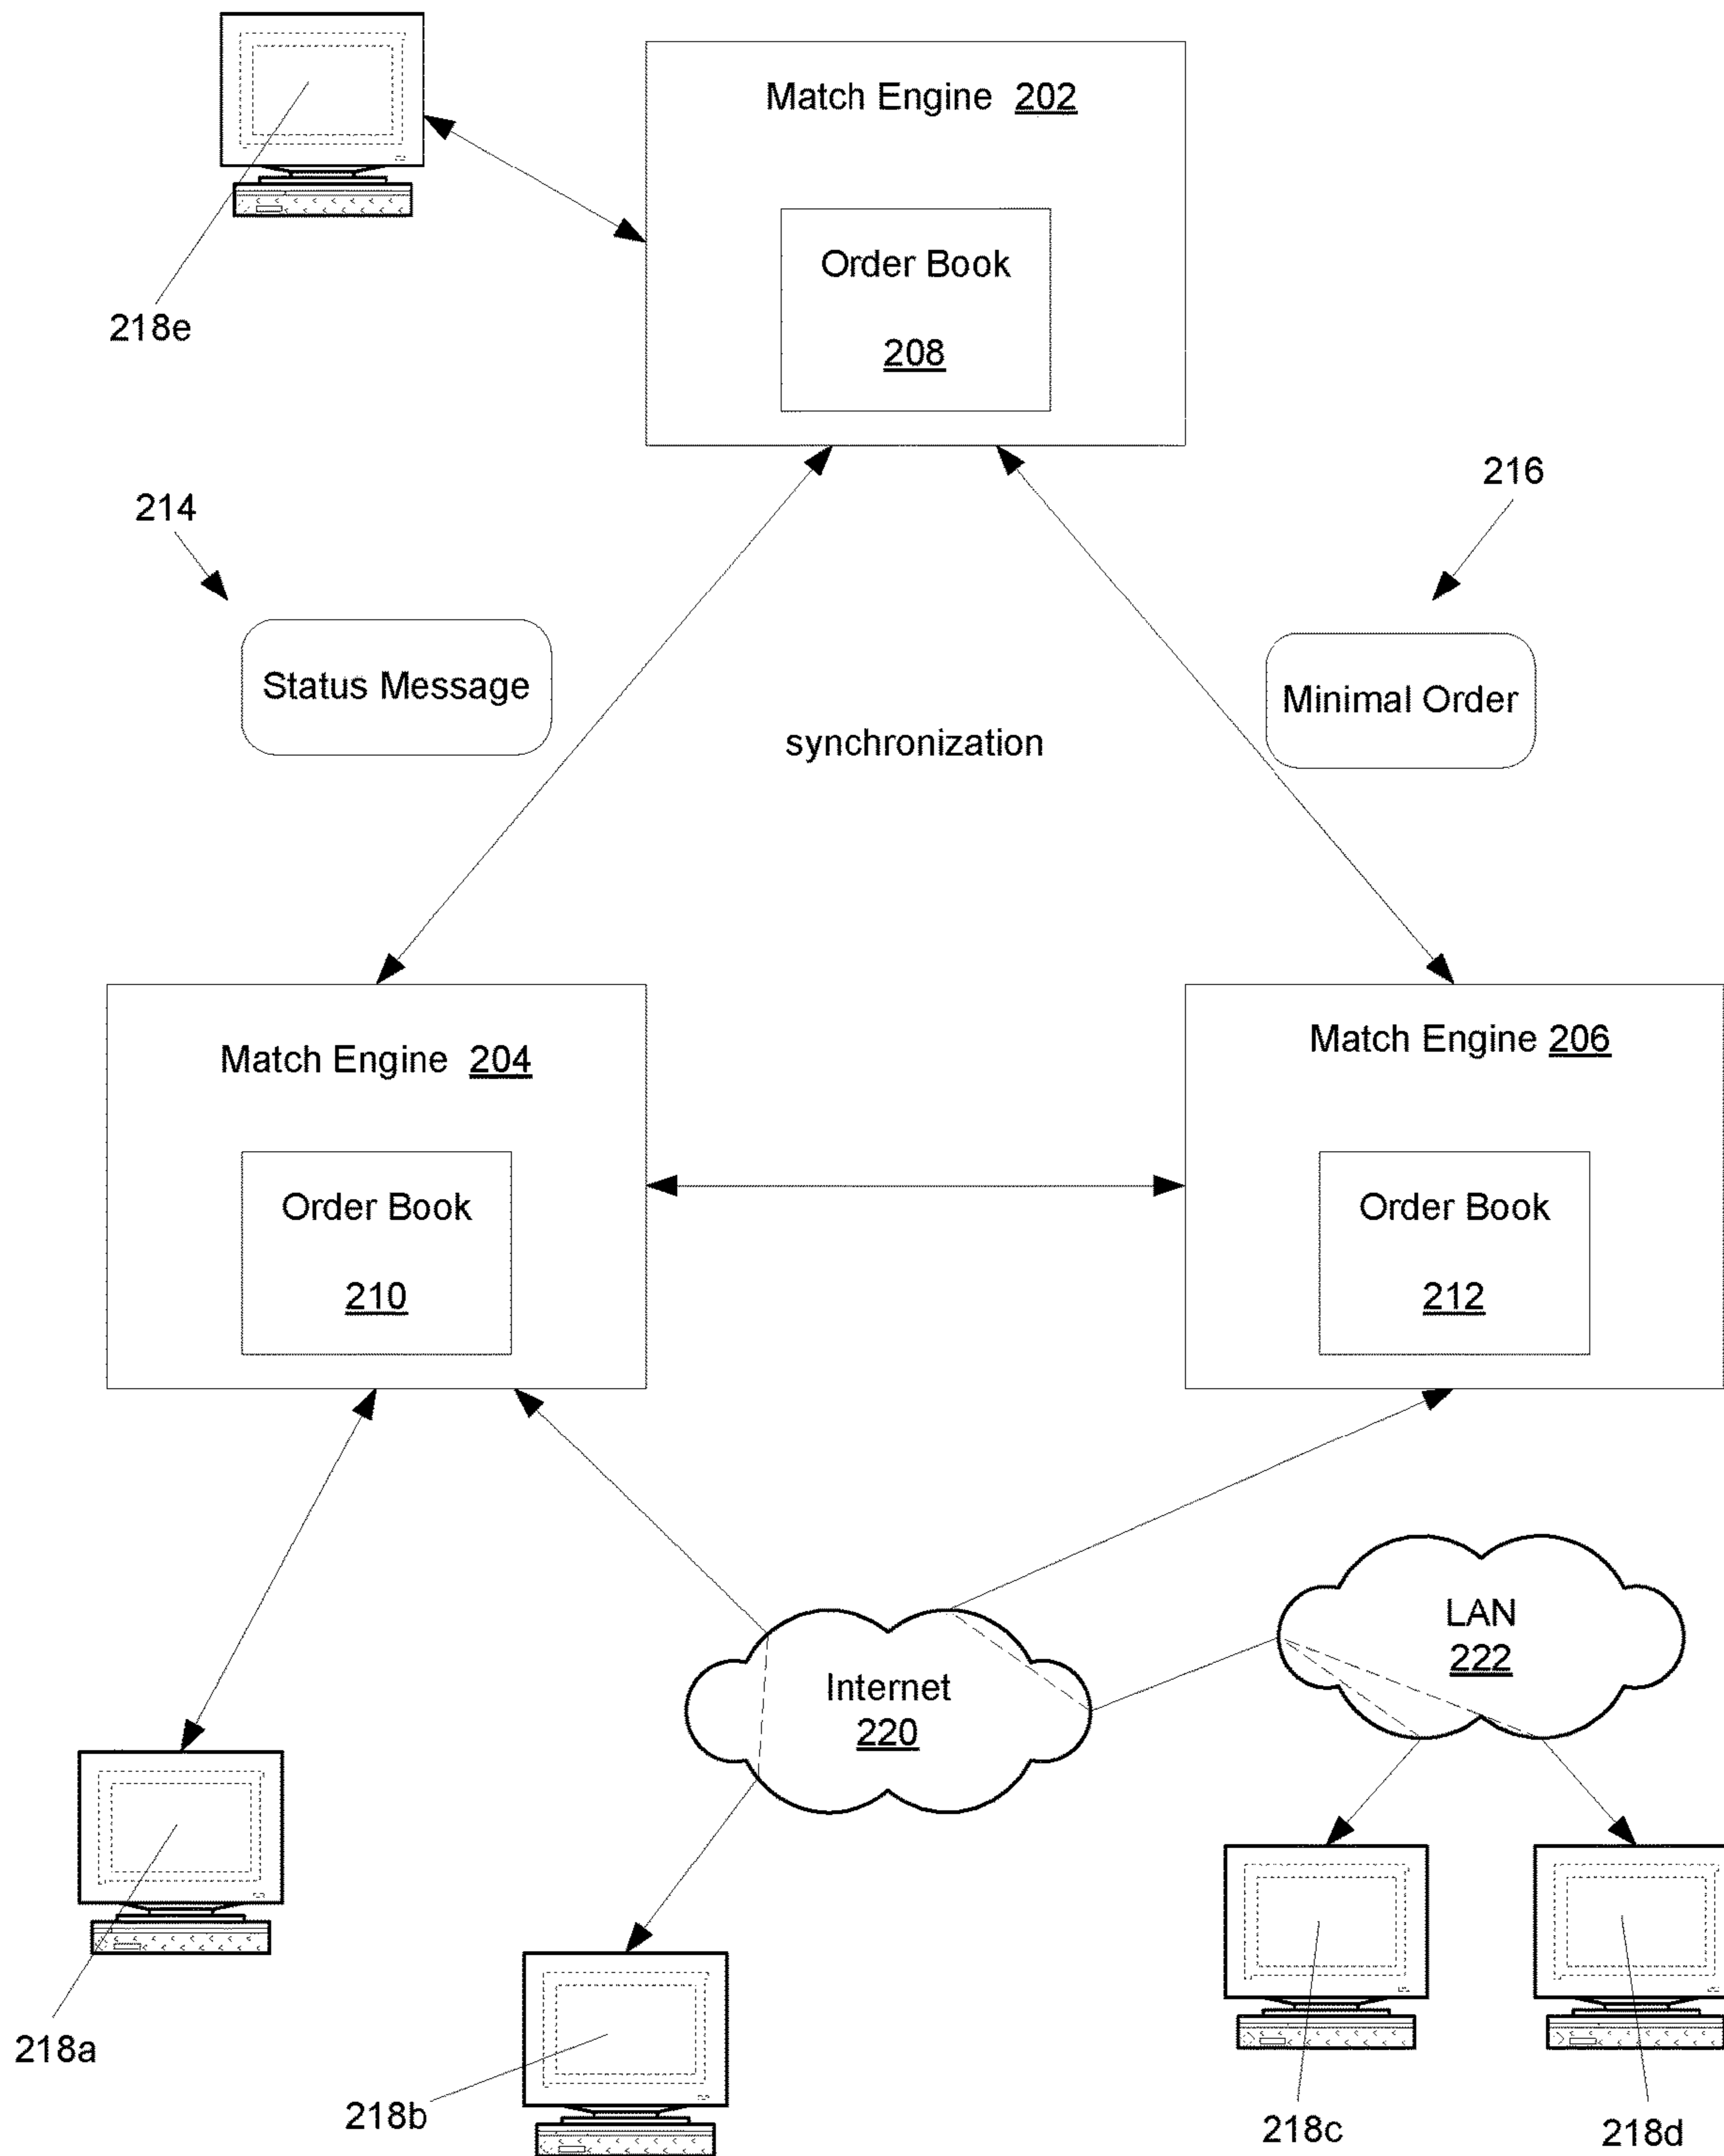 Match Engine 202
Order Book
208
218e
214
216
Status Message
Minimal Order
synchronization
Match Engine 204
Match Engine 206
Order Book
210
Order Book
212
LAN
222
Internet
220
218a
218b
218c
218d